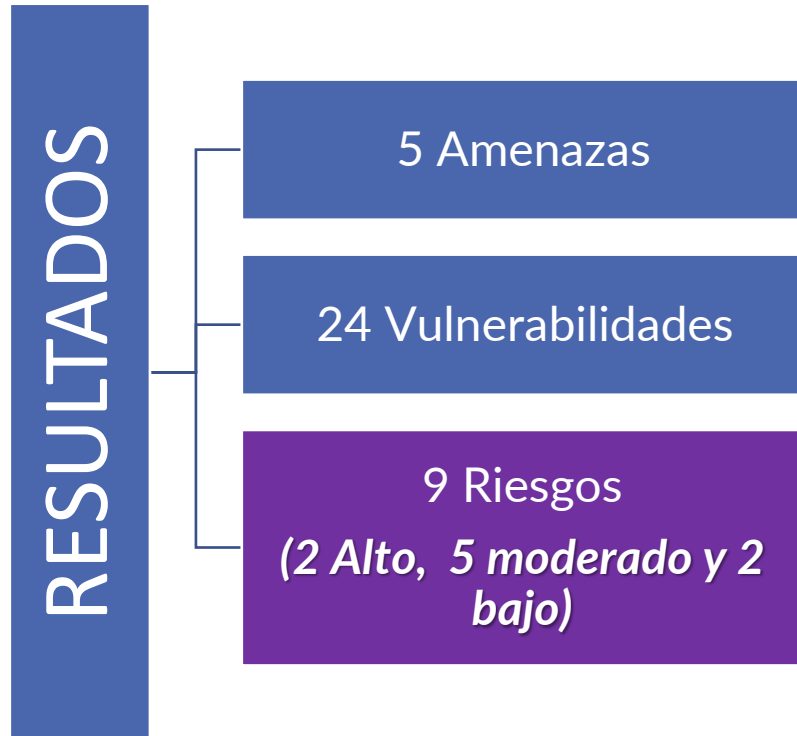 RESULTADOS
5 Amenazas
24 Vulnerabilidades
9 Riesgos
(2 Alto, 5 moderado y 2
bajo)